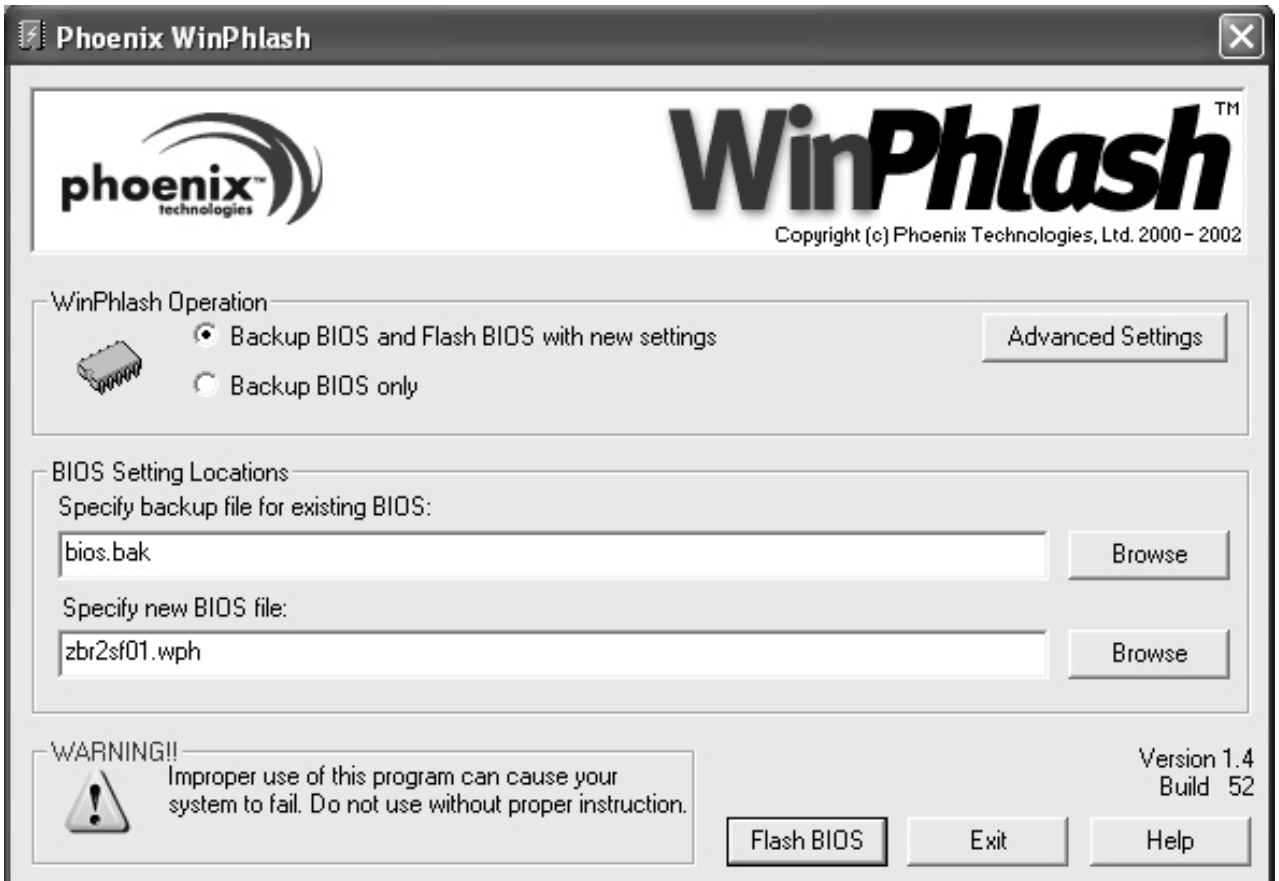 Phoenix WinPhlash
phoenix™
technologies
WinPhlash™
Copyright (c) Phoenix Technologies, Ltd. 2000 - 2002
WinPhlash Operation
Backup BIOS and Flash BIOS with new settings
Advanced Settings
Backup BIOS only
BIOS Setting Locations
Specify backup file for existing BIOS:
bios.bak
Browse
Specify new BIOS file:
zbr2sf01.wph
Browse
WARNING!!
Improper use of this program can cause your
system to fail. Do not use without proper instruction.
Version 1.4
Build 52
Flash BIOS
Exit
Help